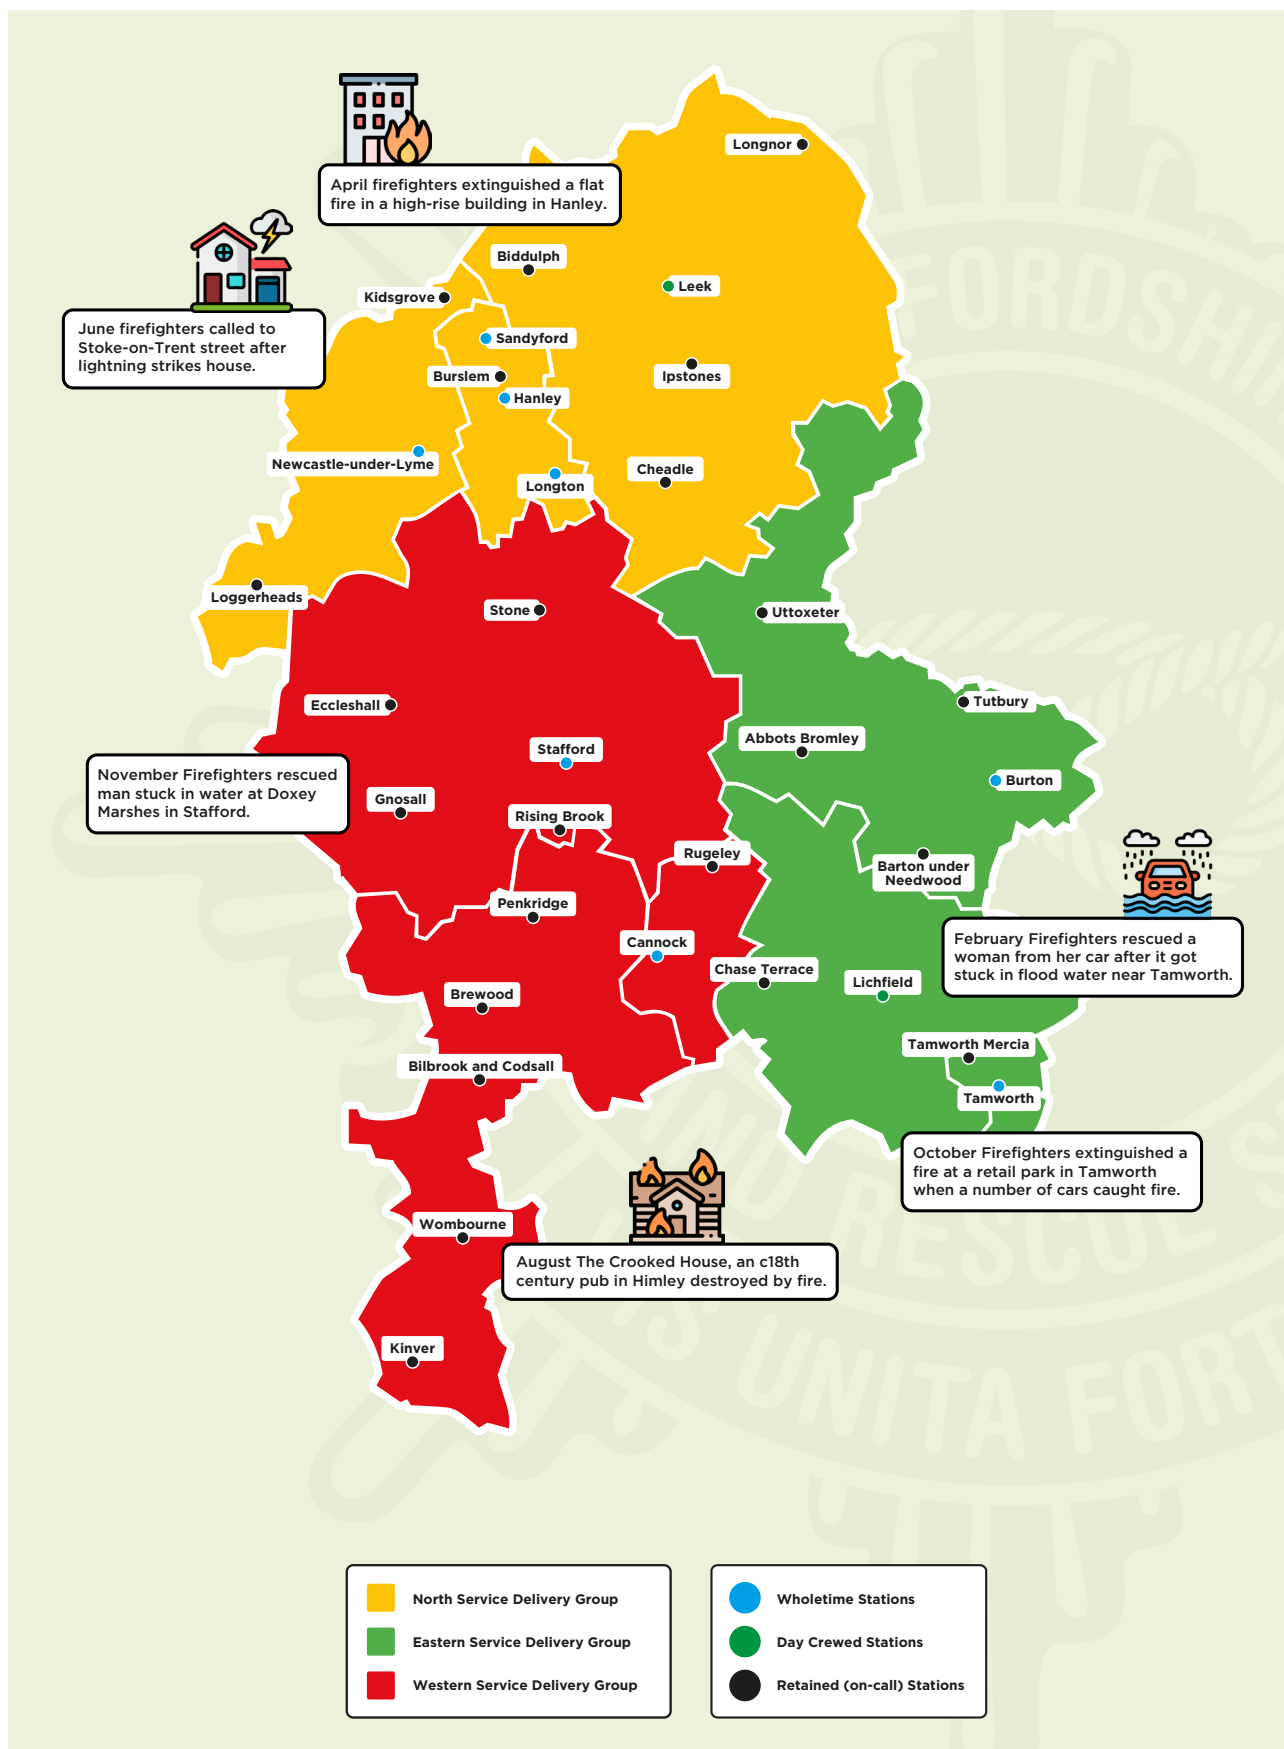 Longnor
April firefighters extinguished a flat
fire in a high-rise building in Hanley.
Biddulph
Leek
Kidsgrove
June firefighters called to
Stoke-on-Trent street after
lightning strikes house.
Sandyford
Burslem
Ipstones
Hanley
Newcastle-under-Lyme
Cheadle
Longton
Loggerheads
Stone
Uttoxeter
Eccleshall
Tutbury
Abbots Bromley
Stafford
November Firefighters rescued
man stuck in water at Doxey
Marshes in Stafford.
Burton
Gnosall
Rising Brook
Rugeley
Barton under
Needwood
Penkridge
Cannock
February Firefighters rescued a
woman from her car after it got
stuck in flood water near Tamworth.
Chase Terrace
Lichfield
Brewood
Tamworth Mercia
Bilbrook and Codsall
Tamworth
October Firefighters extinguished a
fire at a retail park in Tamworth
when a number of cars caught fire.
Wombourne
August The Crooked House, an c18th
century pub in Himley destroyed by fire.
Kinver
North Service Delivery Group
Eastern Service Delivery Group
Western Service Delivery Group
Wholetime Stations
Day Crewed Stations
Retained (on-call) Stations
RESCUE
UNITA FORT